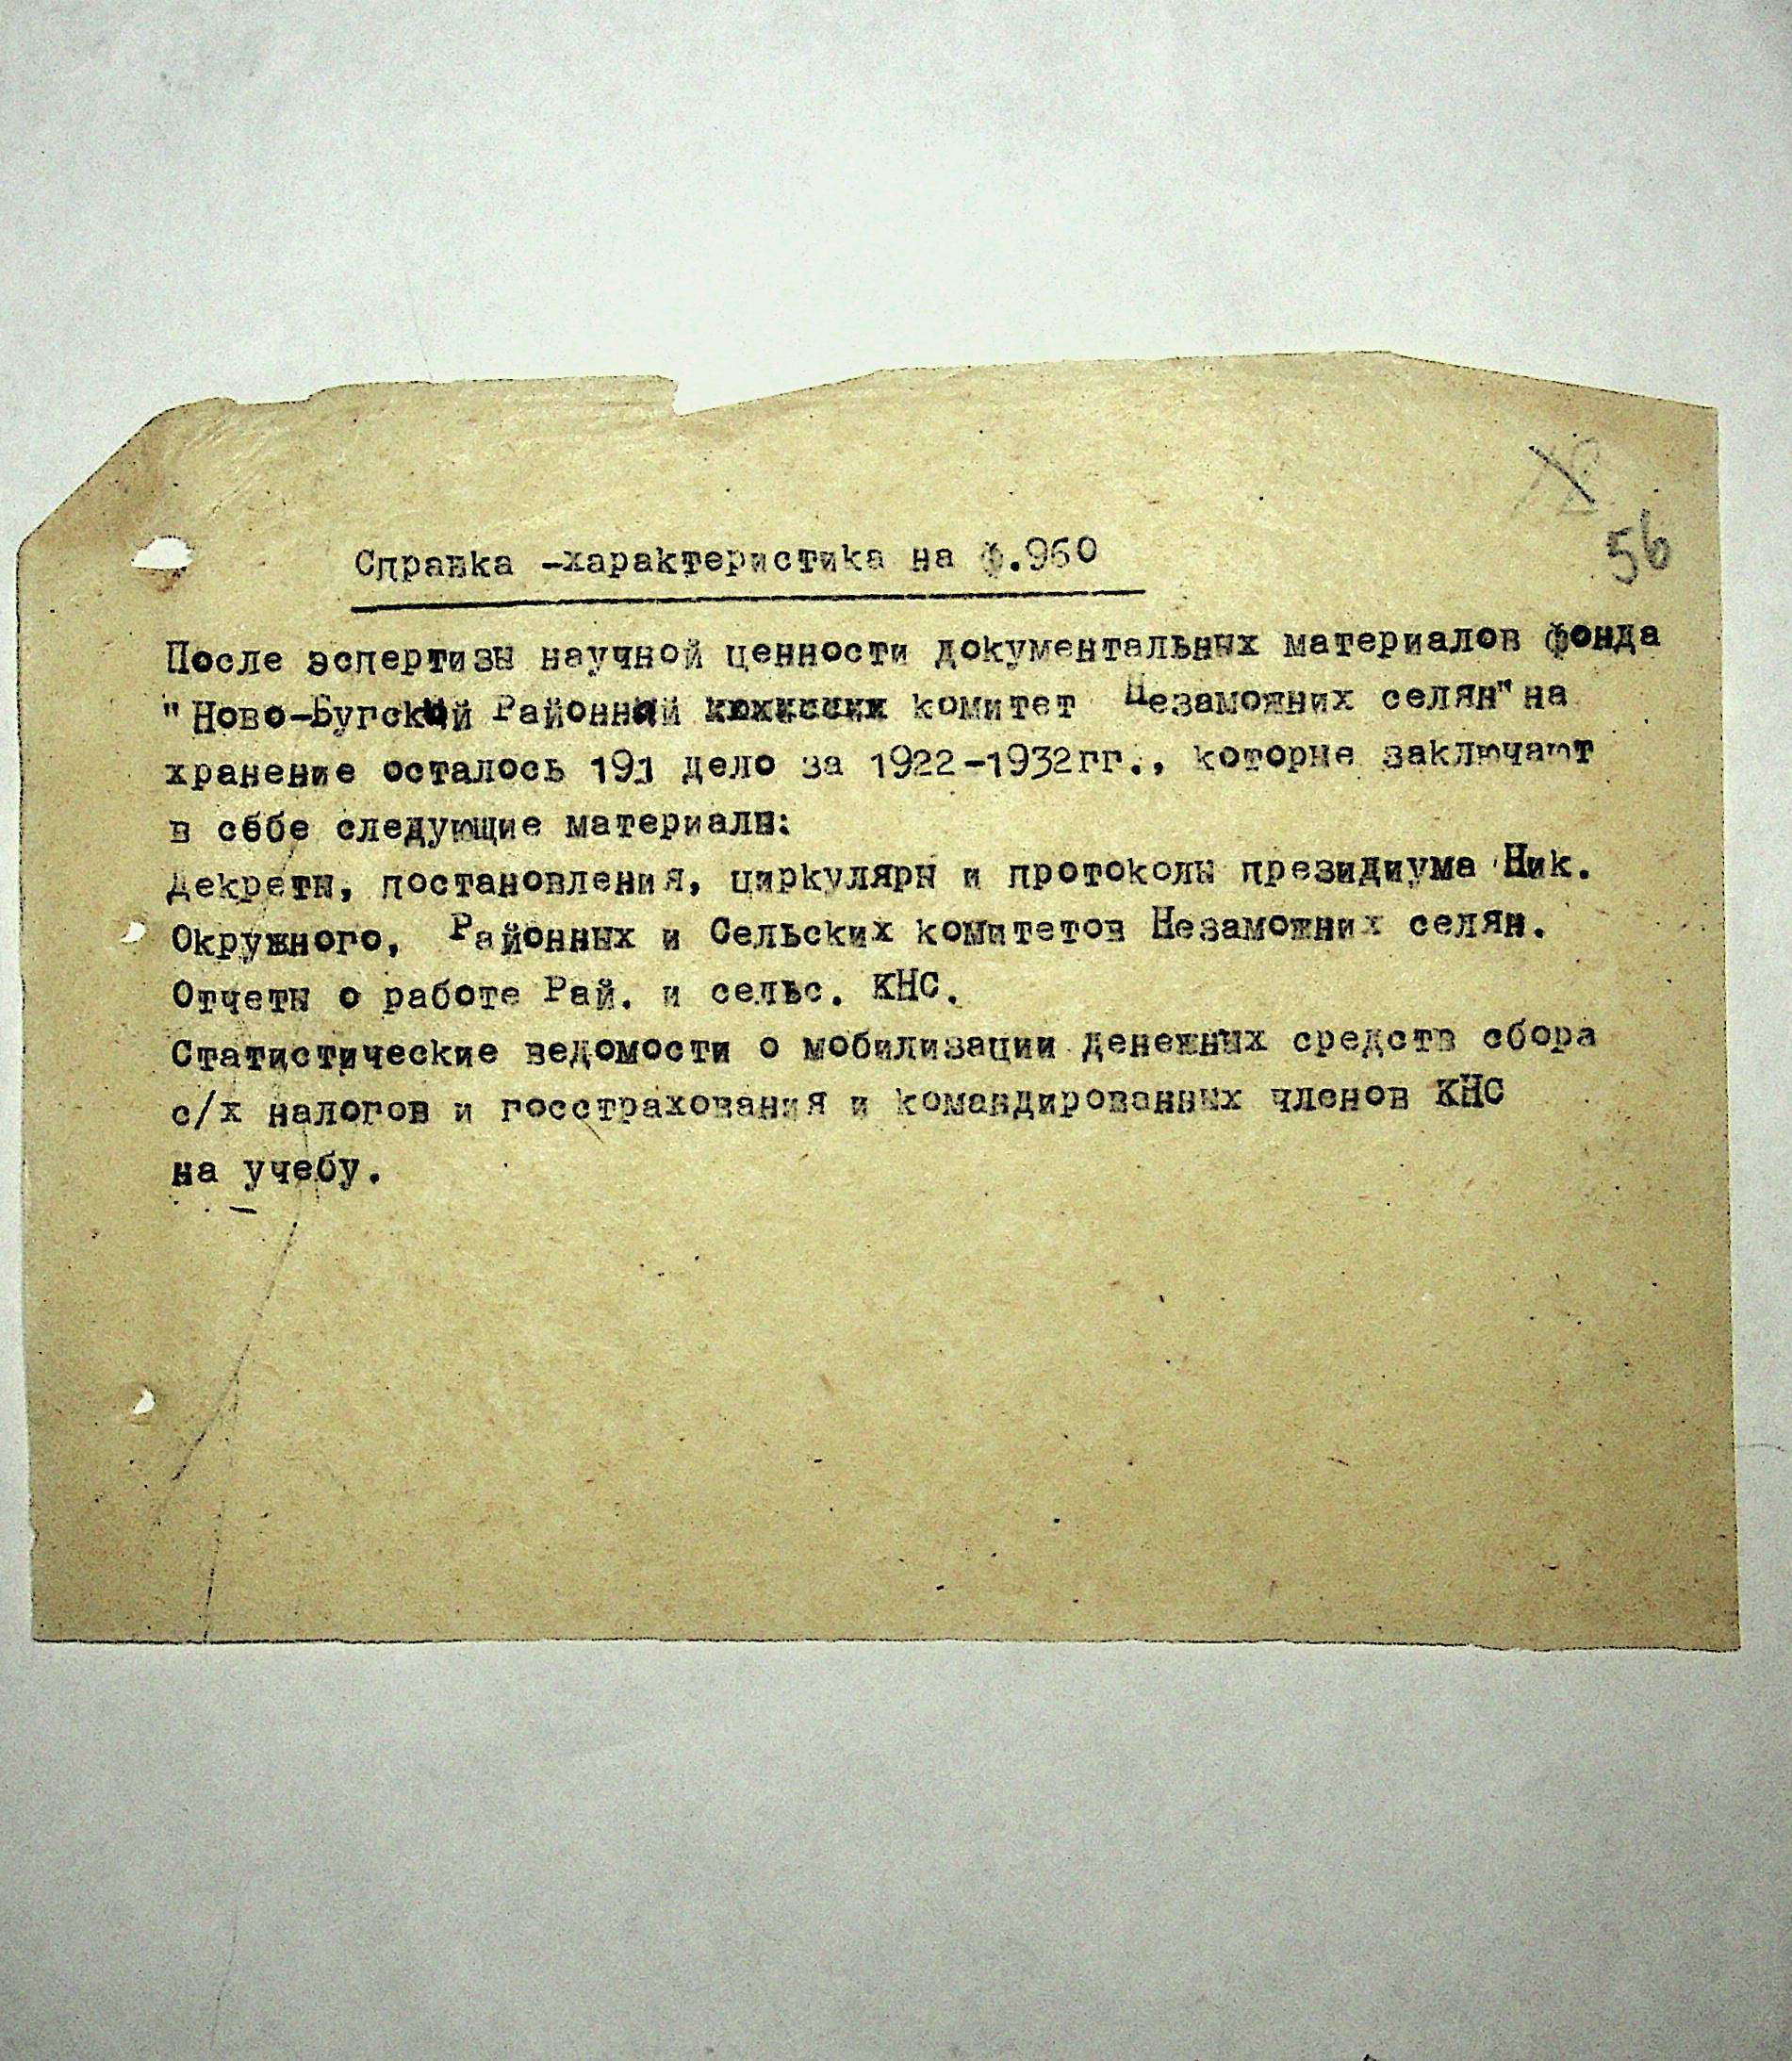 56
Справка -характеристика на ф.960
После эспертизы научной ценности документальных материалов фонда
"Ново-Бугский Районный комитет Незаможних селян" на
хранение осталось 191 дело за 1922-1932гг., которые заключают
в себе следующие материалы:
Декреты, постановления, циркуляры и протоколы президиума Ник.
Окружного, Районных и Сельских комитетов Незаможних селян.
Отчеты о работе Рай. и сельс. КНС.
Статистические ведомости о мобилизации денежных средств сбора
с/х налогов и госстрахования и командированных членов КНС
на учебу.